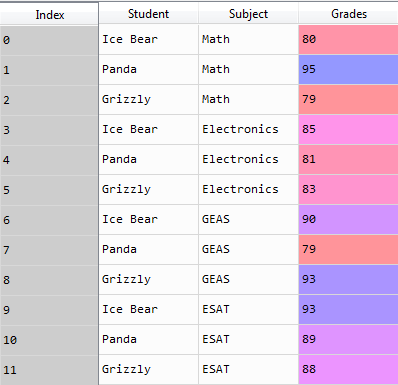 Index Student Subject Grades
0 Ice Bear Math 80
1 Panda Math 95
2 Grizzly Math 79
3 Ice Bear Electronics 85
4 Panda Electronics 81
5 Grizzly Electronics 83
6 Ice Bear GEAS 90
7 Panda GEAS 79
8 Grizzly GEAS 93
9 Ice Bear ESAT 93
10 Panda ESAT 89
11 Grizzly ESAT 88